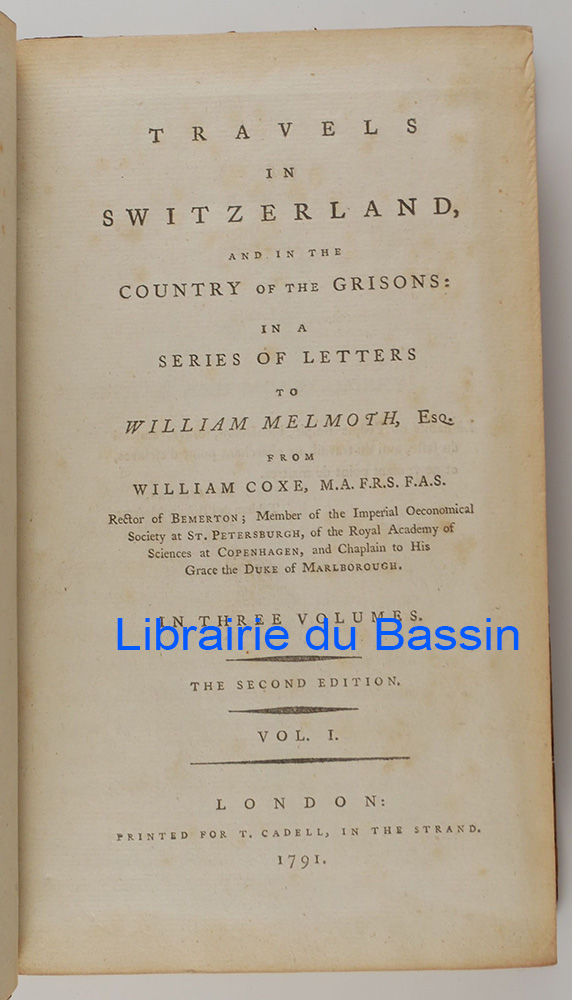 TRAVELS
IN
SWITZERLAND,
AND IN THE
COUNTRY OF THE GRISONS:
IN A
SERIES OF LETTERS
TO
WILLIAM MELMOTH, ESQ.
FROM
WILLIAM COXE, M.A. F.R.S. F.A.S.
Rector of BEMERTON; Member of the Imperial Oeconomical
Society at ST. PETERSBURGH, of the Royal Academy of
Sciences at COPENHAGEN, and Chaplain to His
Grace the DUKE of MARLBOROUGH.
IN THREE VOLUMES.
Librairie du Bassin
THE SECOND EDITION.
VOL. I.
LONDON:
PRINTED FOR T. CADELL, IN THE STRAND.
1791.